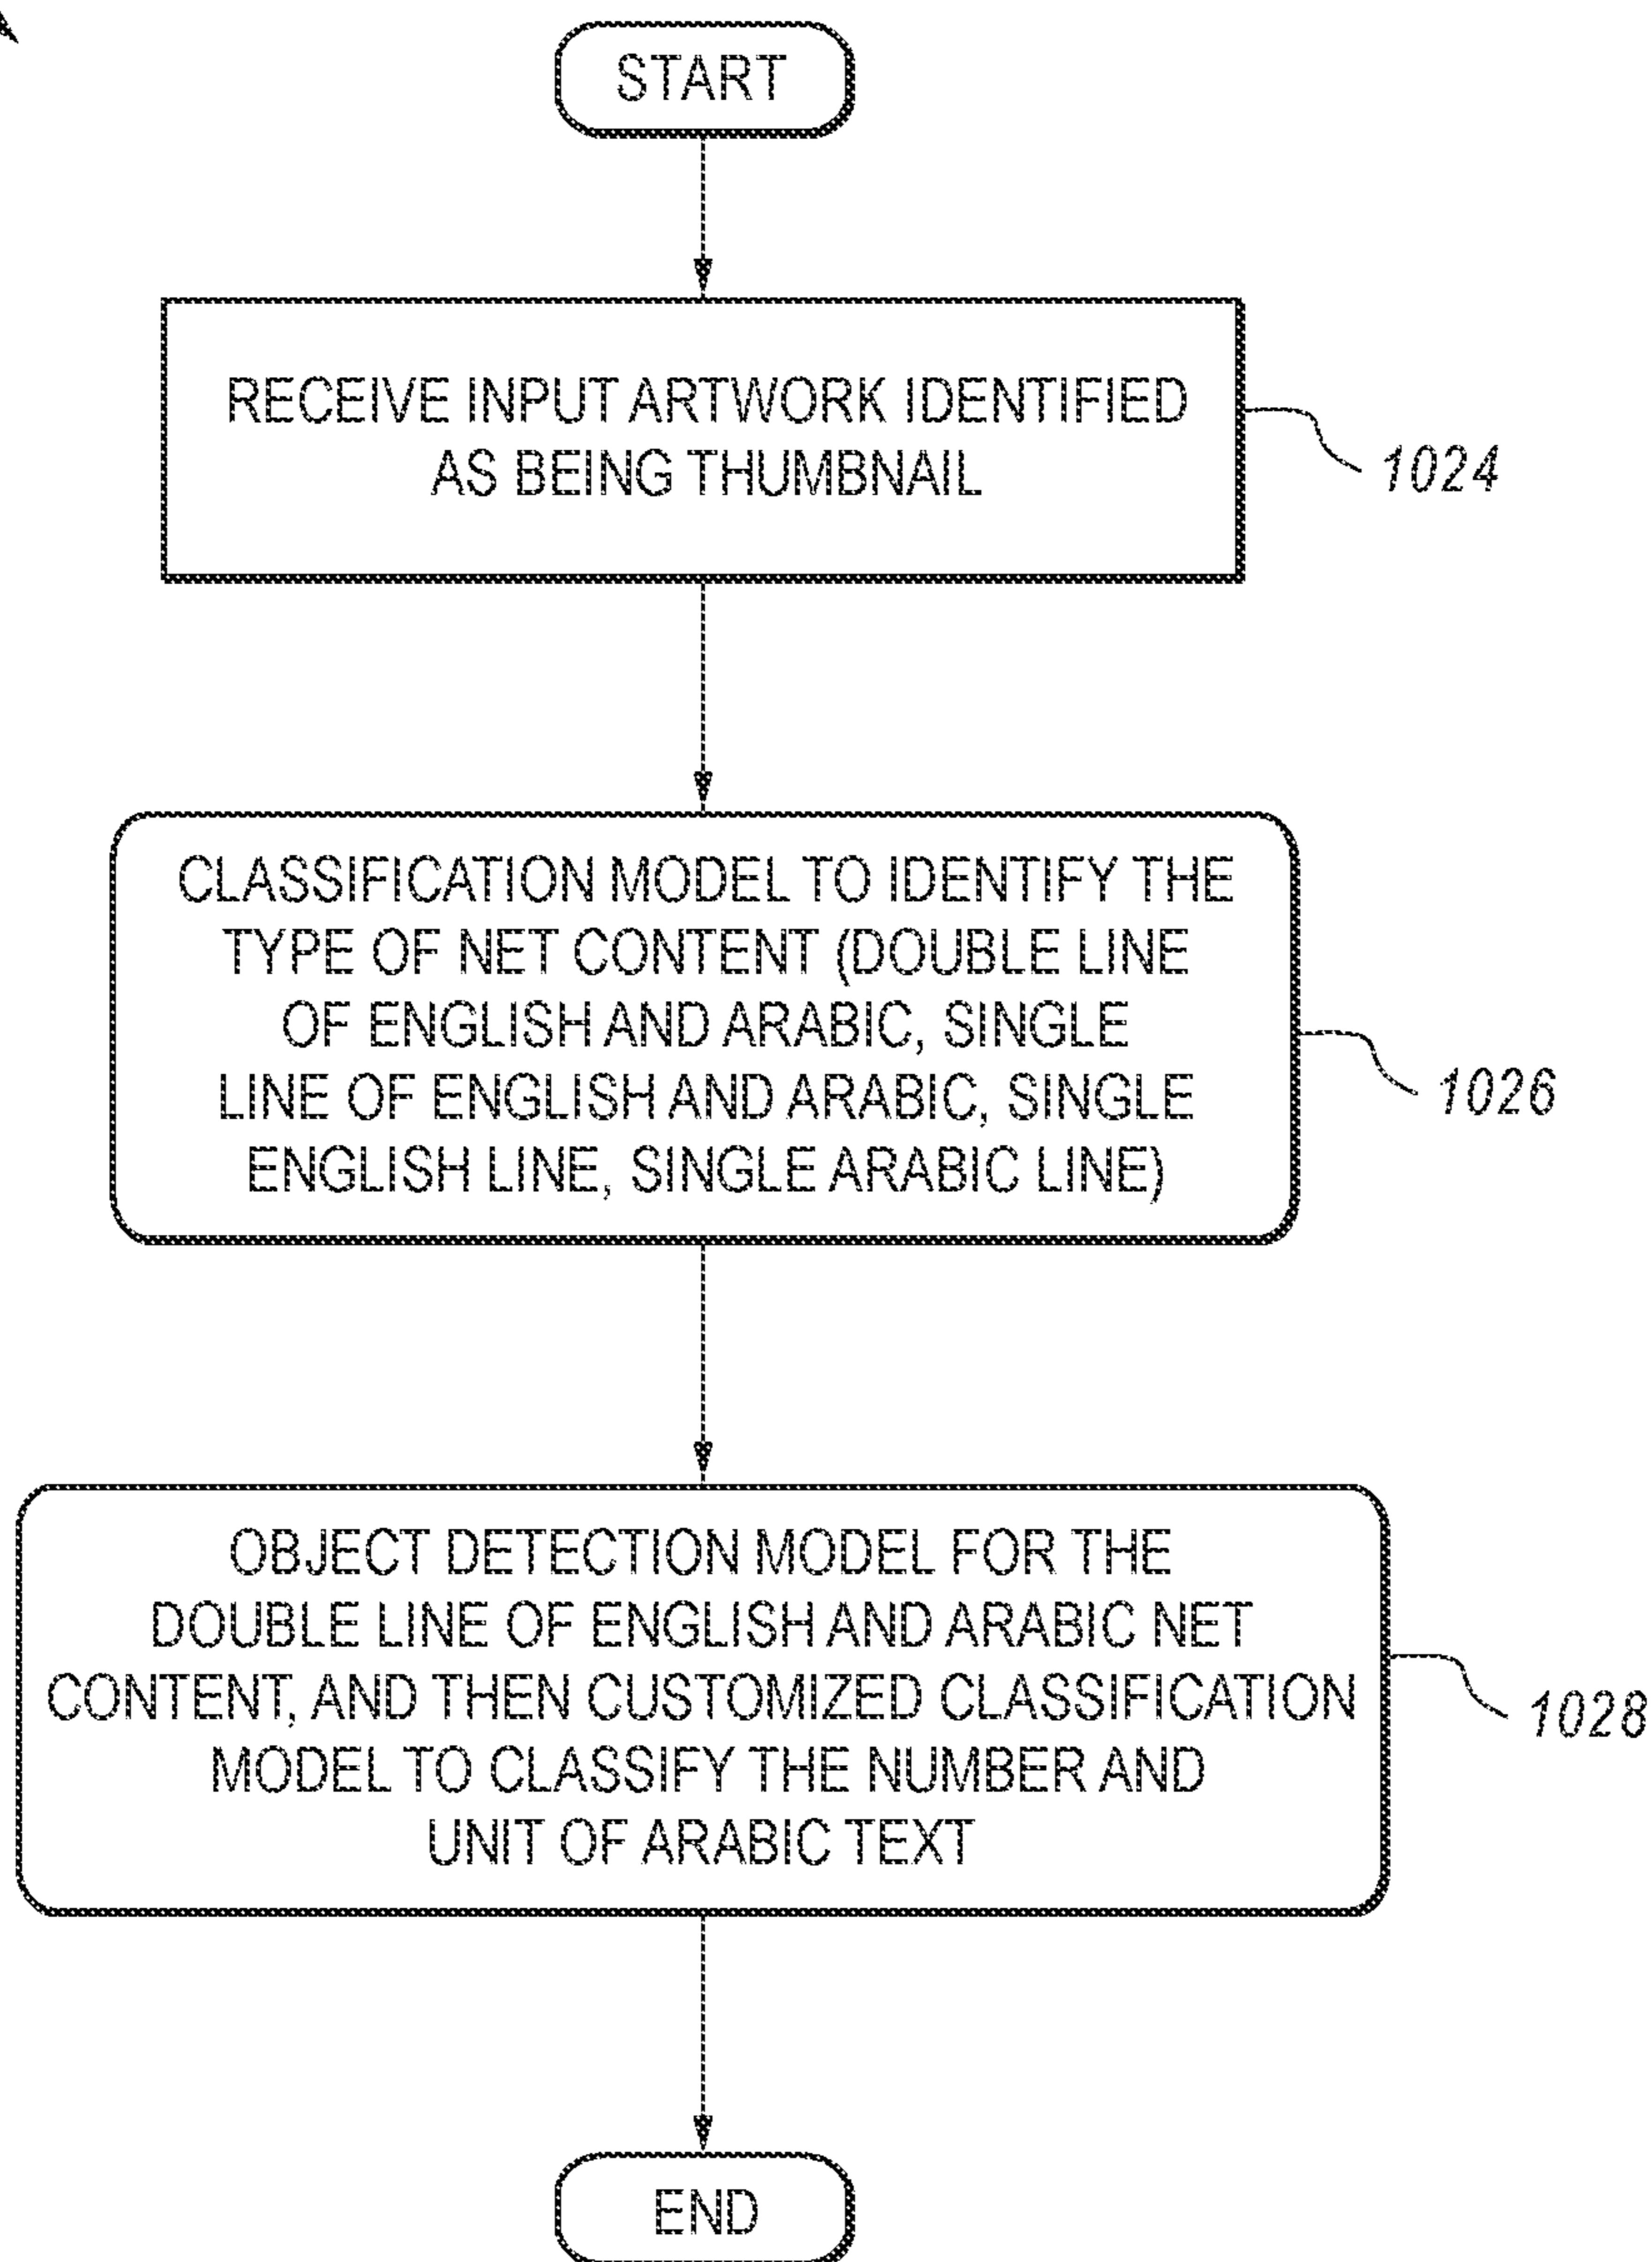 START
RECEIVE INPUT ARTWORK IDENTIFIED
AS BEING THUMBNAIL
1024
CLASSIFICATION MODEL TO IDENTIFY THE
TYPE OF NET CONTENT (DOUBLE LINE
OF ENGLISH AND ARABIC, SINGLE
LINE OF ENGLISH AND ARABIC, SINGLE
ENGLISH LINE, SINGLE ARABIC LINE)
1026
OBJECT DETECTION MODEL FOR THE
DOUBLE LINE OF ENGLISH AND ARABIC NET
CONTENT, AND THEN CUSTOMIZED CLASSIFICATION
MODEL TO CLASSIFY THE NUMBER AND
UNIT OF ARABIC TEXT
1028
END